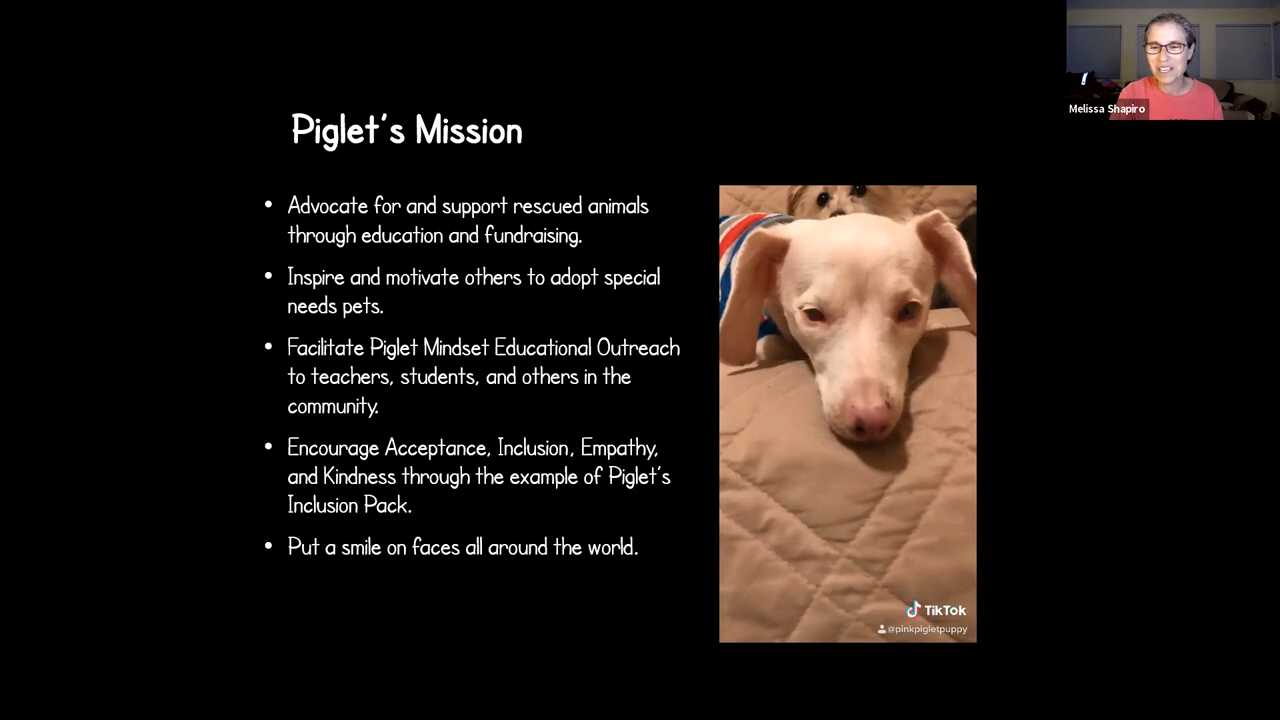 Piglet's Mission
• Advocate for and support rescued animals
through education and fundraising.
• Inspire and motivate others to adopt special
needs pets.
• Facilitate Piglet Mindset Educational Outreach
to teachers, students, and others in the
community.
• Encourage Acceptance, Inclusion, Empathy,
and Kindness through the example of Piglet's
Inclusion Pack.
• Put a smile on faces all around the world.
TikTok
@pinkpigletpuppy
Melissa Shapiro